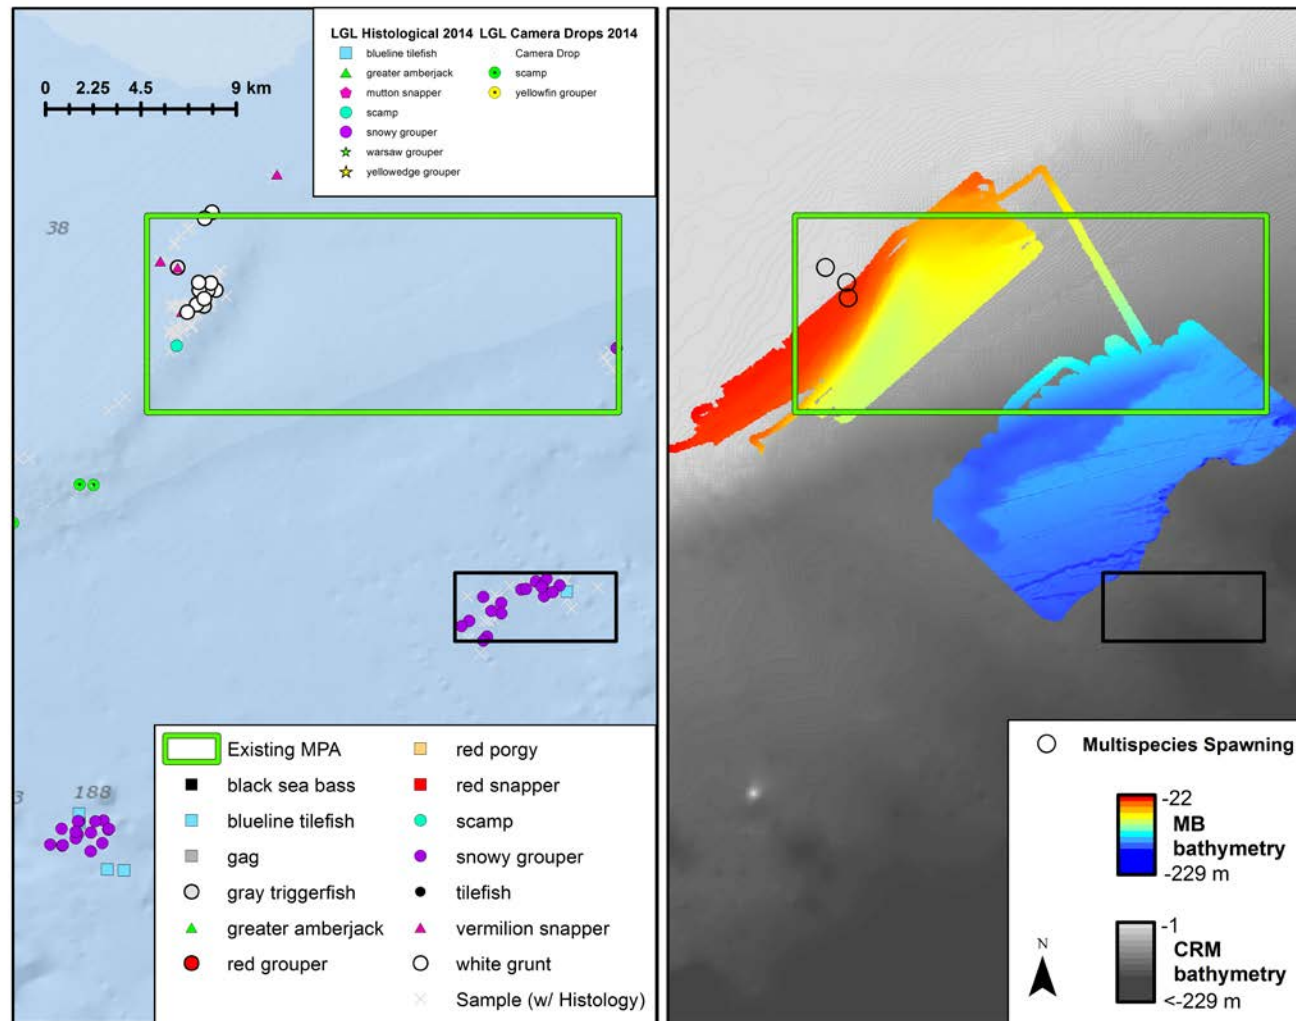 LGL Histological 2014 LGL Camera Drops 2014
blueline tilefish Camera Drop
greater amberjack scamp
mutton snapper yellowfin grouper
scamp
snowy grouper
warsaw grouper
yellowedge grouper
0 2.25 4.5 9 km
38
3 188
Existing MPA red porgy
black sea bass red snapper
blueline tilefish scamp
gag snowy grouper
gray triggerfish tilefish
greater amberjack vermilion snapper
red grouper white grunt
Sample (w/ Histology)
Multispecies Spawning
-22
MB
bathymetry
-229 m
-1
CRM
bathymetry
<-229 m
N